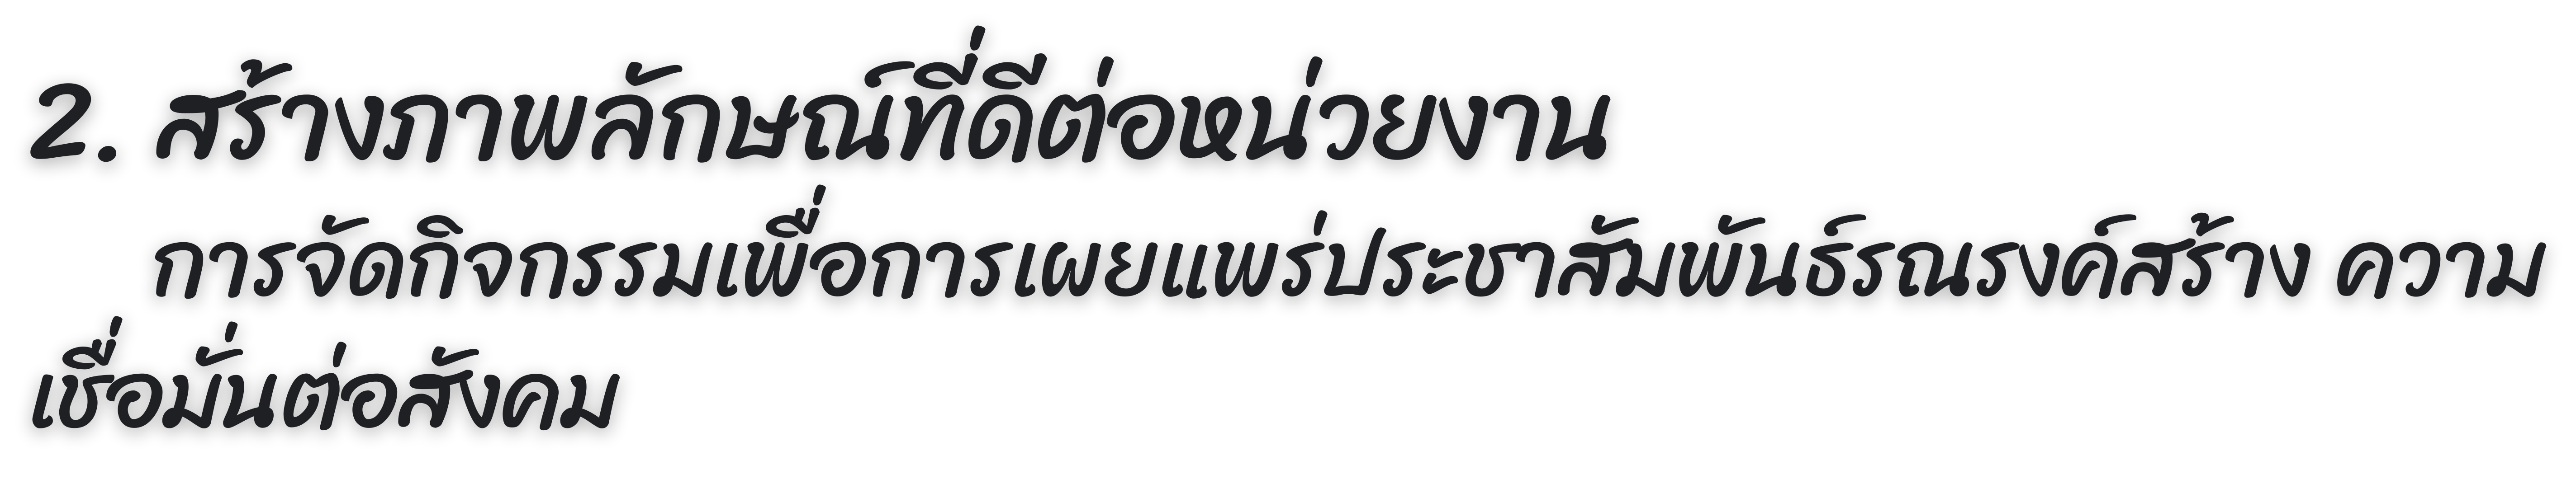 2. สร้างภาพลักษณ์ที่ดีต่อหน่วยงาน
การจัดกิจกรรมเพื่อการเผยแพร่ประชาสัมพันธ์รณรงค์สร้าง ความ
เชื่อมั่นต่อสังคม